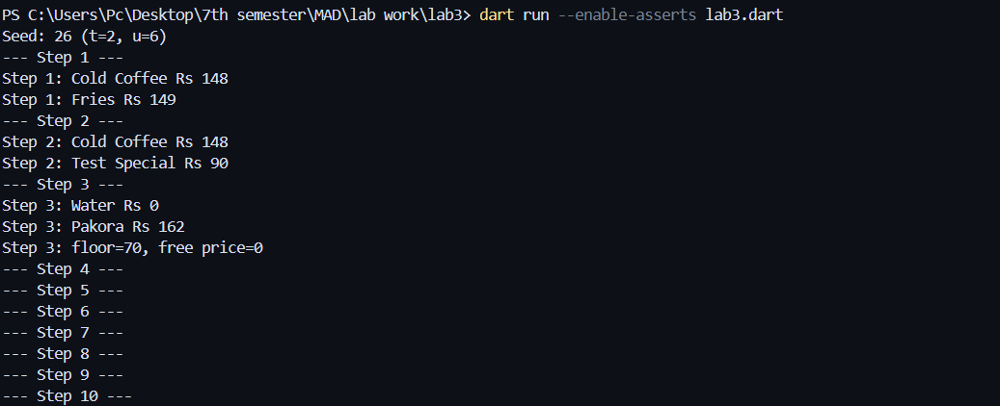 PS C:\Users\Pc\Desktop\7th semester\MAD\lab work\lab3> dart run --enable-asserts lab3.dart
Seed: 26 (t=2, u=6)
--- Step 1 ---
Step 1: Cold Coffee Rs 148
Step 1: Fries Rs 149
--- Step 2 ---
Step 2: Cold Coffee Rs 148
Step 2: Test Special Rs 90
--- Step 3 ---
Step 3: Water Rs 0
Step 3: Pakora Rs 162
Step 3: floor=70, free price=0
--- Step 4 ---
--- Step 5 ---
--- Step 6 ---
--- Step 7 ---
--- Step 8 ---
--- Step 9 ---
--- Step 10 ---